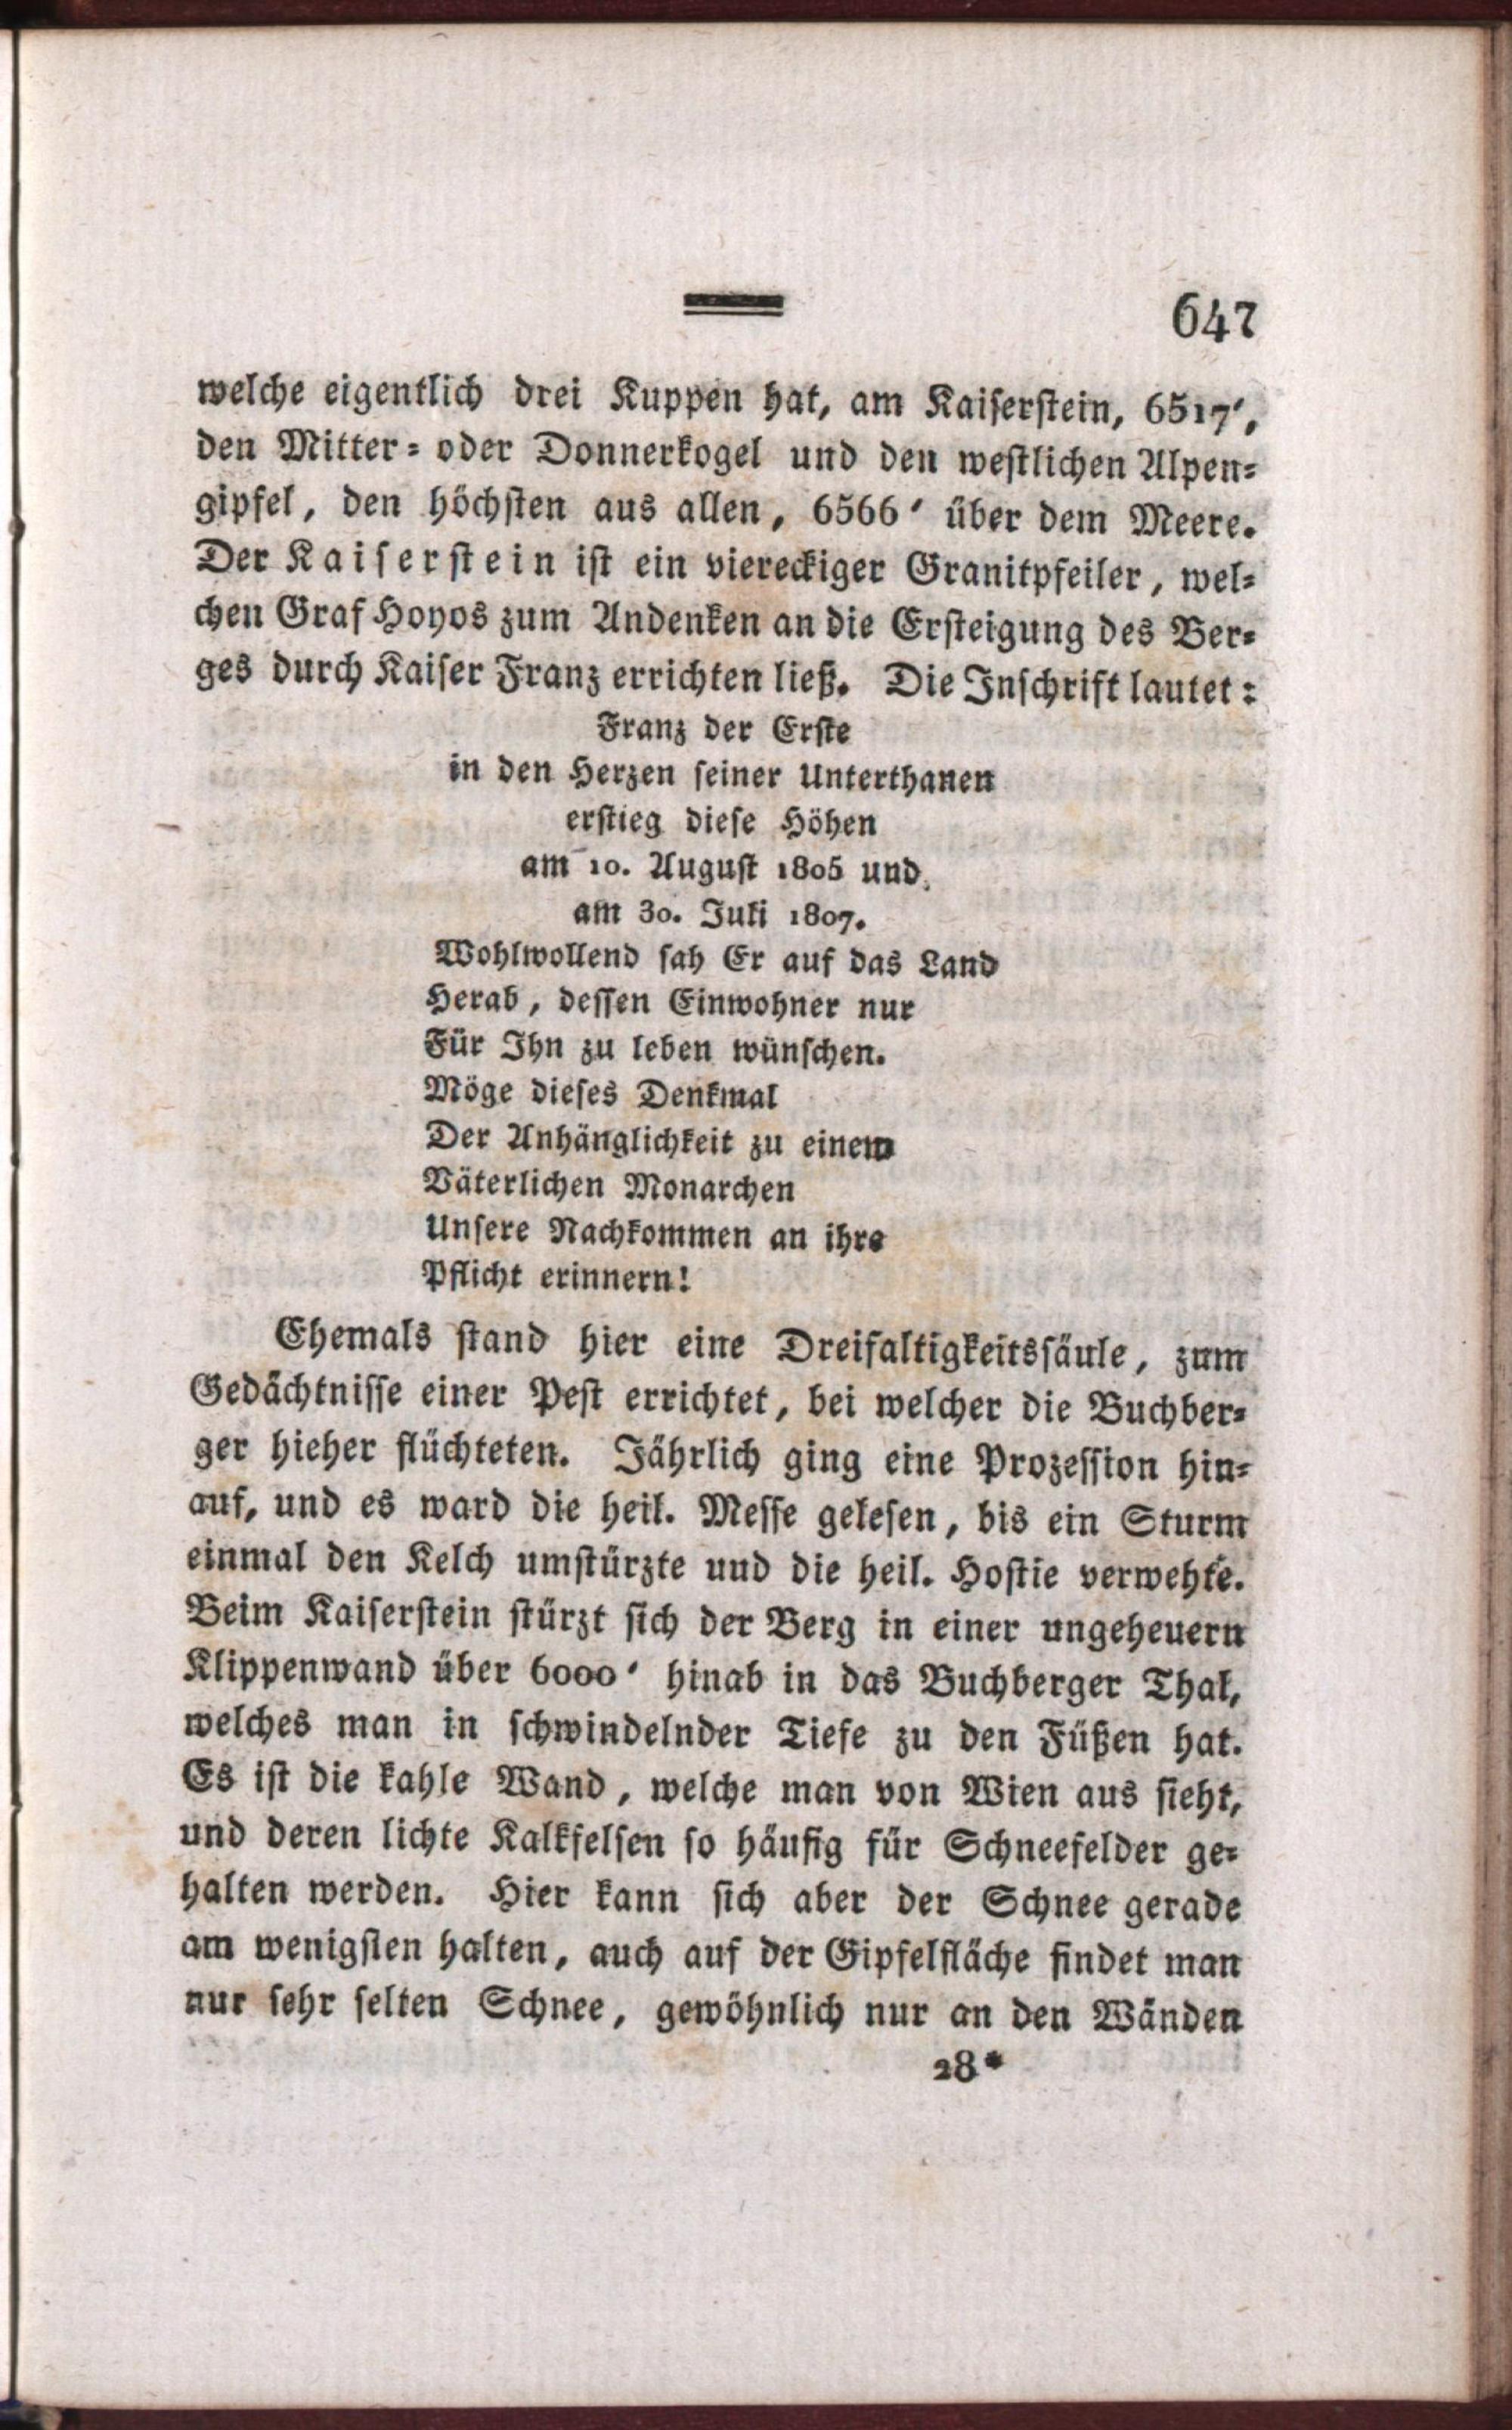 647
welche eigentlich drei Kuppen hat, am Kaiserstein, 6517',
den Mitter- oder Donnerkogel und den westlichen Alpen-
gipfel, den höchsten aus allen, 6566' über dem Meere.
Der Kaiserstein ist ein viereckiger Granitpfeiler, wel-
chen Graf Hoyos zum Andenken an die Ersteigung des Ber-
ges durch Kaiser Franz errichten ließ. Die Inschrift lautet:
Franz der Erste
in den Herzen seiner Unterthanen
erstieg diese Höhen
am 10. August 1805 und
am 30. Juli 1807.
Wohlwollend sah Er auf das Land
Herab, dessen Einwohner nur
Für Ihn zu leben wünschen.
Möge dieses Denkmal
Der Anhänglichkeit zu einem
Väterlichen Monarchen
Unsere Nachkommen an ihre
Pflicht erinnern!
Ehemals stand hier eine Dreifaltigkeitssäule, zum
Gedächtnisse einer Pest errichtet, bei welcher die Buchber-
ger hieher flüchteten. Jährlich ging eine Prozession hin-
auf, und es ward die heil. Messe gelesen, bis ein Sturm
einmal den Kelch umstürzte und die heil. Hostie verwehte.
Beim Kaiserstein stürzt sich der Berg in einer ungeheuern
Klippenwand über 6000' hinab in das Buchberger Thal,
welches man in schwindelnder Tiefe zu den Füßen hat.
Es ist die kahle Wand, welche man von Wien aus sieht,
und deren lichte Kalkfelsen so häufig für Schneefelder ge-
halten werden. Hier kann sich aber der Schnee gerade
am wenigsten halten, auch auf der Gipfelfläche findet man
nur sehr selten Schnee, gewöhnlich nur an den Wänden
28*